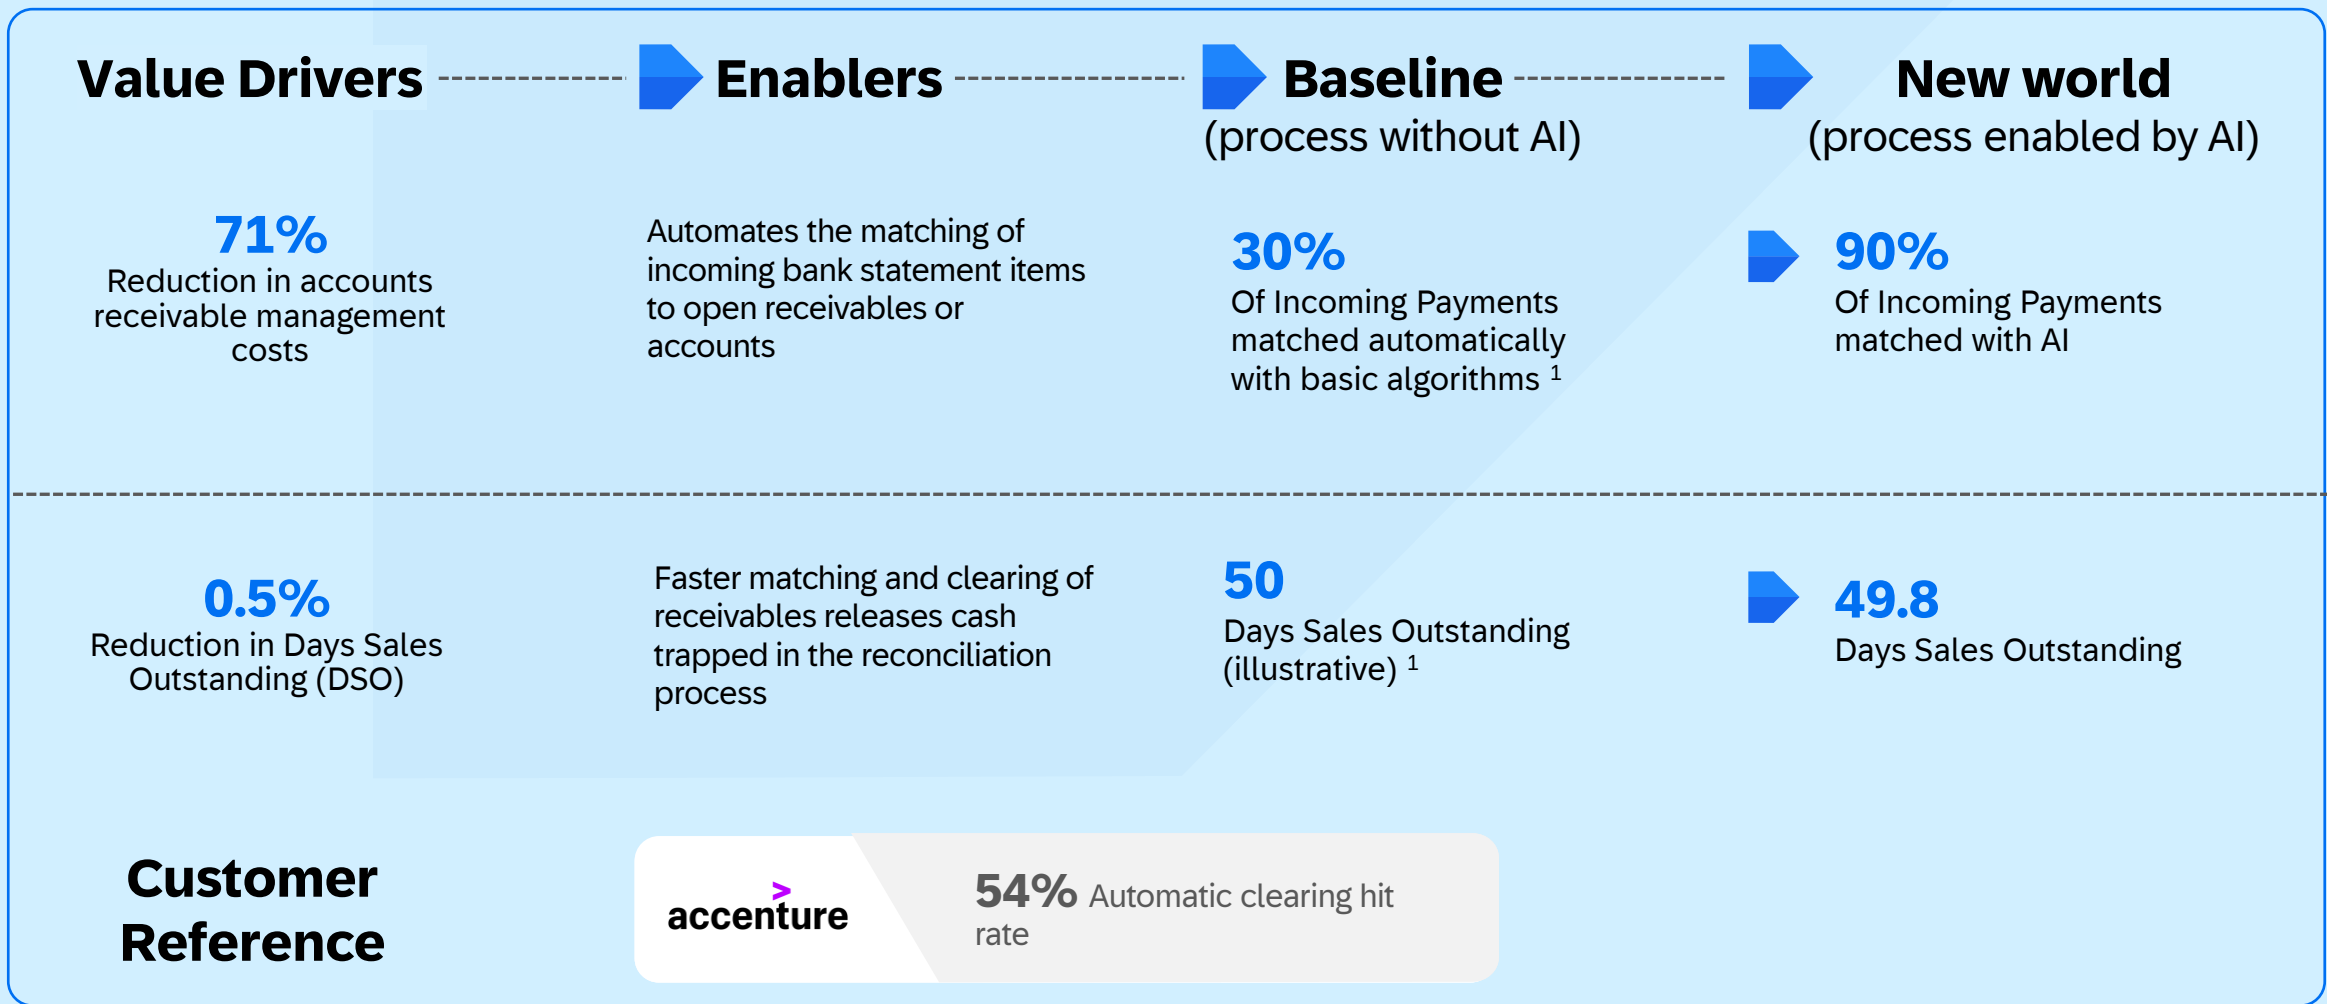 Value Drivers
Enablers
Baseline
(process without AI)
New world
(process enabled by AI)
71%
Reduction in accounts
receivable management
costs
Automates the matching of
incoming bank statement items
to open receivables or
accounts
30%
Of Incoming Payments
matched automatically
with basic algorithms 1
90%
Of Incoming Payments
matched with AI
0.5%
Reduction in Days Sales
Outstanding (DSO)
Faster matching and clearing of
receivables releases cash
trapped in the reconciliation
process
50
Days Sales Outstanding
(illustrative) 1
49.8
Days Sales Outstanding
Customer
Reference
accenture
54% Automatic clearing hit
rate